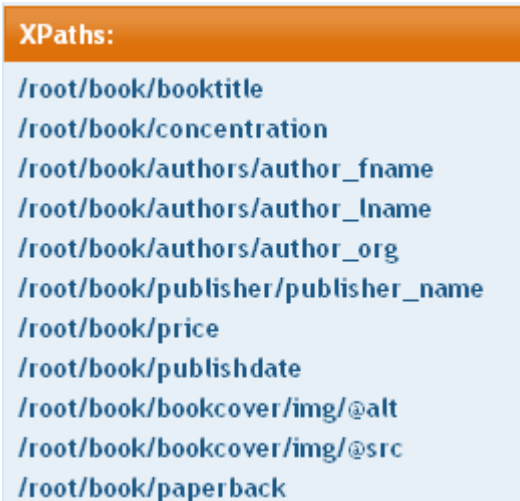 XPaths:
/root/book/booktitle
/root/book/concentration
/root/book/authors/author_fname
/root/book/authors/author_lname
/root/book/authors/author_org
/root/book/publisher/publisher_name
/root/book/price
/root/book/publishdate
/root/book/bookcover/img/@alt
/root/book/bookcover/img/@src
/root/book/paperback